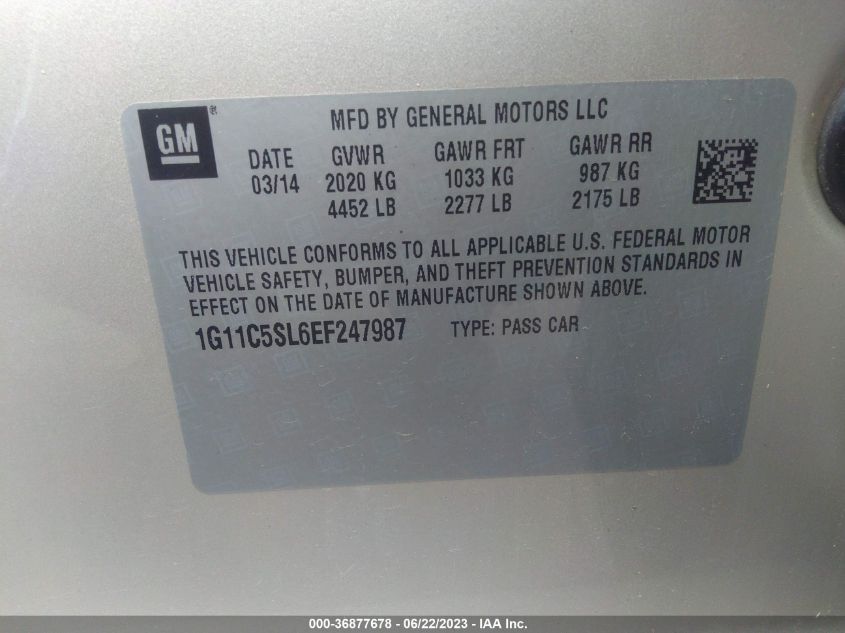 GM®
MFD BY GENERAL MOTORS LLC
DATE GVWR GAWR FRT GAWR RR
03/14 2020 KG 1033 KG 987 KG
4452 LB 2277 LB 2175 LB
THIS VEHICLE CONFORMS TO ALL APPLICABLE U.S. FEDERAL MOTOR
VEHICLE SAFETY, BUMPER, AND THEFT PREVENTION STANDARDS IN
EFFECT ON THE DATE OF MANUFACTURE SHOWN ABOVE.
1G11C5SL6EF247987 TYPE: PASS CAR
000-36877678 - 06/22/2023 - IAA Inc.